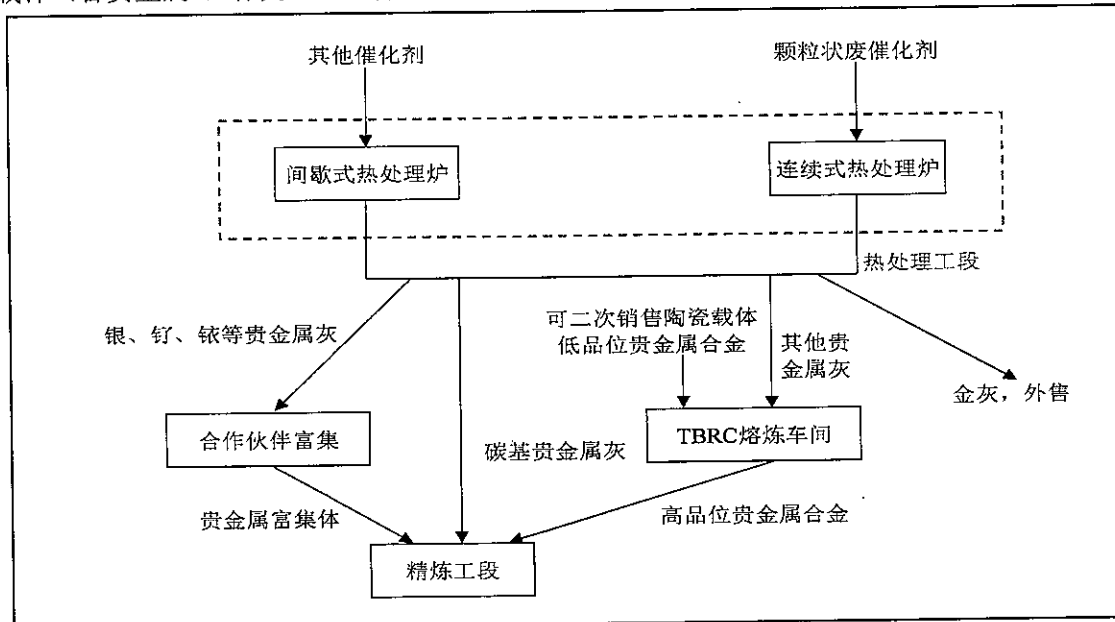 其他催化剂
颗粒状废催化剂
间歇式热处理炉
连续式热处理炉
热处理工段
银、钌、铱等贵金属灰
可二次销售陶瓷载体
低品位贵金属合金
其他贵
金属灰
金灰，外售
合作伙伴富集
TBRC熔炼车间
碳基贵金属灰
贵金属富集体
高品位贵金属合金
精炼工段